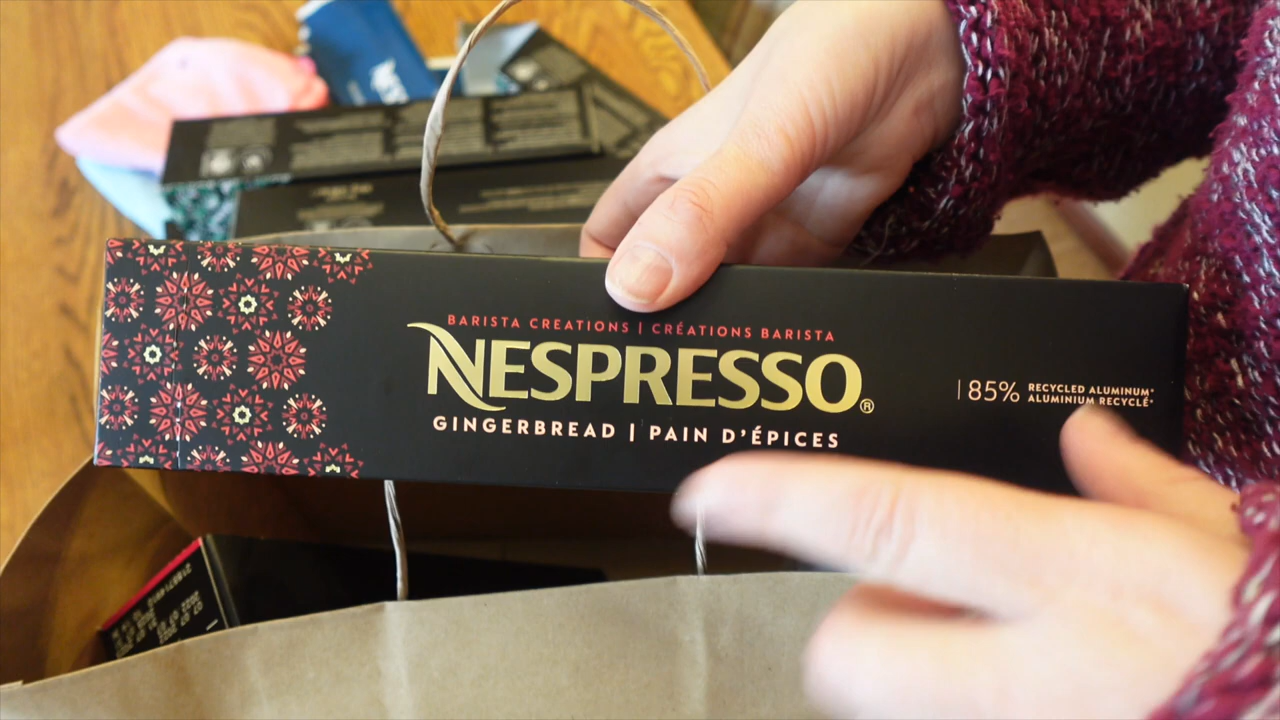 BARISTA CREATIONS | CRÉATIONS BARISTA
NESPRESSO®
GINGERBREAD | PAIN D'ÉPICES
| 85% RECYCLED ALUMINUM*
ALUMINIUM RECYCLÉ*